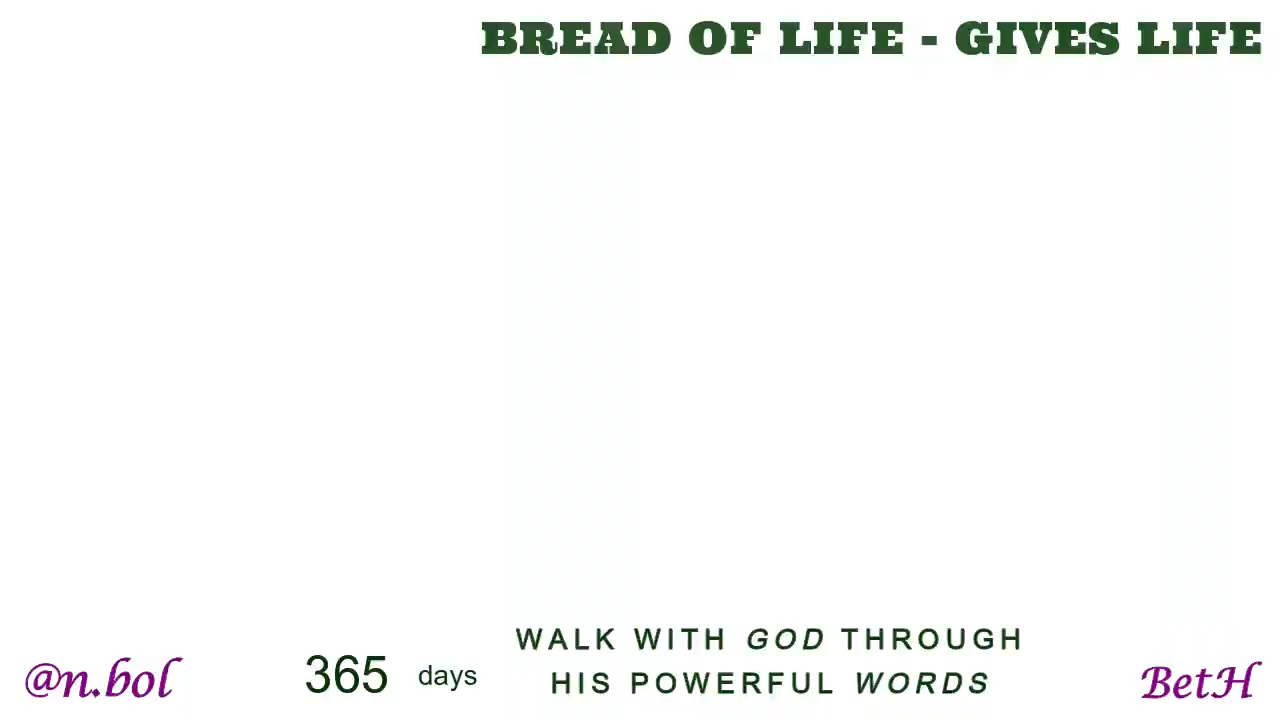 BREAD OF LIFE - GIVES LIFE
WALK WITH GOD THROUGH
HIS POWERFUL WORDS
365 days
@n.bol
BetH